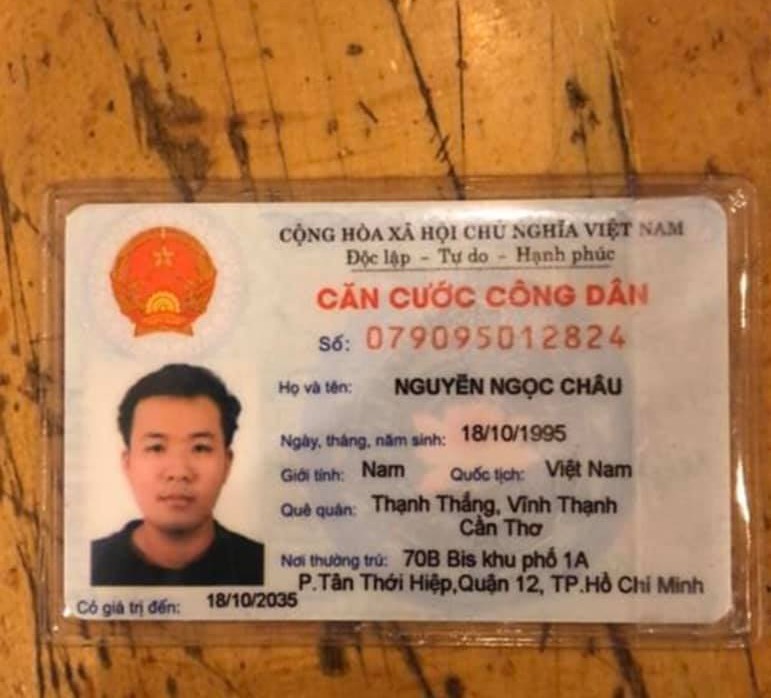 CỘNG HÒA XÃ HỘI CHỦ NGHĨA VIỆT NAM
Độc lập - Tự do - Hạnh phúc
CĂN CƯỚC CÔNG DÂN
Số: 079095012824
Họ và tên: NGUYỄN NGỌC CHÂU
Ngày, tháng, năm sinh: 18/10/1995
Giới tính: Nam Quốc tịch: Việt Nam
Quê quán: Thạnh Thắng, Vĩnh Thạnh
Cần Thơ
Nơi thường trú: 70B Bis khu phố 1A
P.Tân Thới Hiệp,Quận 12, TP.Hồ Chí Minh
Có giá trị đến: 18/10/2035